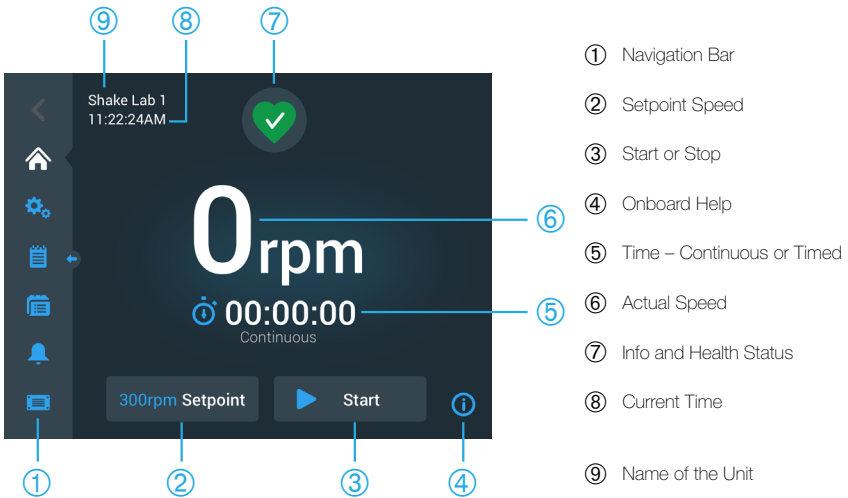 ⑨ ⑧ ⑦
Shake Lab 1
11:22:24AM
0rpm
⑥
00:00:00
⑤
Continuous
300rpm Setpoint
Start
① ② ③ ④
① Navigation Bar
② Setpoint Speed
③ Start or Stop
④ Onboard Help
⑤ Time – Continuous or Timed
⑥ Actual Speed
⑦ Info and Health Status
⑧ Current Time
⑨ Name of the Unit